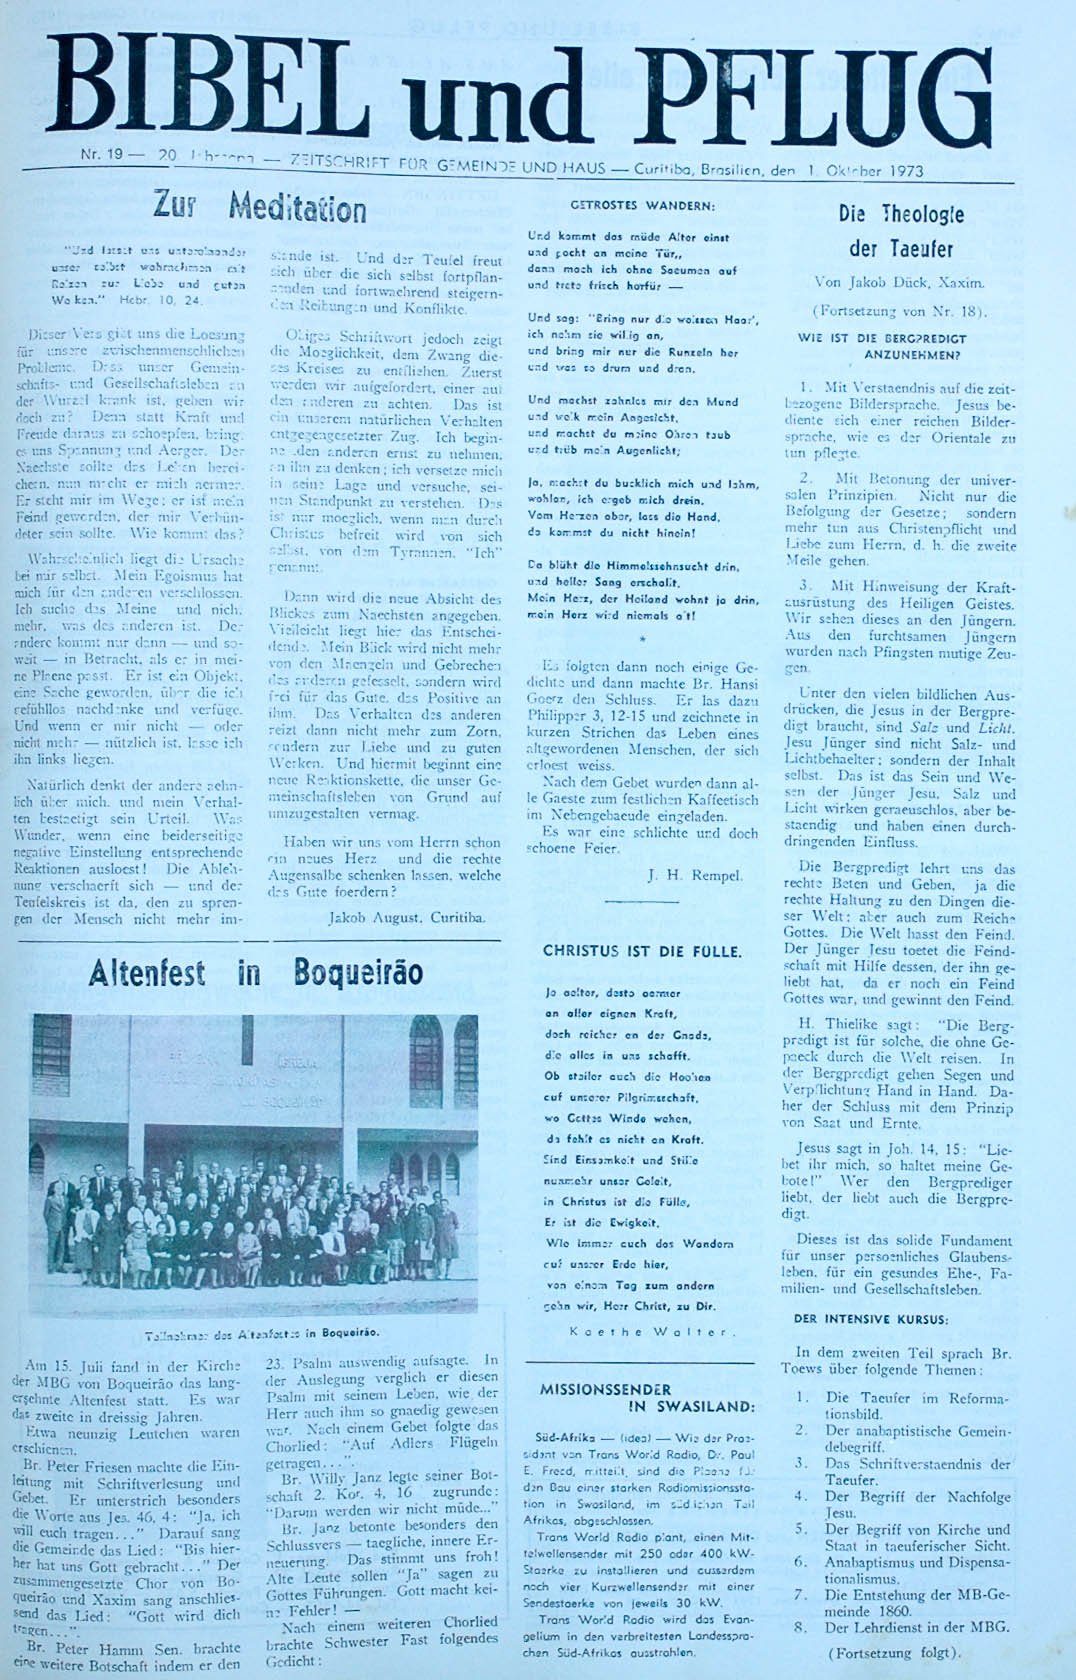 BIBEL und PFLUG
Nr. 19 — 20. — ZEITSCHRIFT FÜR GEMEINDE UND HAUS — Curitiba, Brasilien, den 1. Oktober 1973
Zur Meditation
"Und lasset uns untereinander
unser selbst wahrnehmen mit
Reizen zur Liebe und guten
Werken." Hebr. 10, 24.
Dieser Vers gibt uns die Loesung
für unsere zwischenmenschlichen
Probleme. Dass unser Gemein-
schafts- und Gesellschaftsleben an
der Wurzel krank ist, geben wir
doch zu? Denn statt Kraft und
Freude daraus zu schoepfen, bringt
es uns Spannung und Aerger. Der
Naechste sollte das Leben berei-
chern, nun macht er mich aermer.
Er steht mir im Wege; er ist mein
Feind geworden, der mir Verbün-
deter sein sollte. Wie kommt das?
Wahrscheinlich liegt die Ursache
bei mir selbst. Mein Egoismus hat
mich für den anderen verschlossen.
Ich suche das Meine und nicht
mehr, was des anderen ist. Der
andere kommt nur dann — und so-
weit — in Betracht, als er in mei-
ne Plaene passt. Er ist ein Objekt,
eine Sache geworden, über die ich
gefühllos nachdenke und verfüge.
Und wenn er mir nicht — oder
nicht mehr — nützlich ist, lasse ich
ihn links liegen.
Natürlich denkt der andere aehn-
lich über mich, und mein Verhal-
ten bestaetigt sein Urteil. Was
Wunder, wenn eine beiderseitige
negative Einstellung entsprechende
Reaktionen ausloest! Die Ableh-
nung verschaerft sich — und der
Teufelskreis ist da, den zu spren-
gen der Mensch nicht mehr im-
stande ist. Und der Teufel freut
sich über die sich selbst fortpflan-
zenden und fortwaehrend steigern-
den Reibungen und Konflikte.
Obiges Schriftwort jedoch zeigt
die Moeglichkeit, dem Zwang die-
ses Kreises zu entfliehen. Zuerst
werden wir aufgefordert, einer auf
den anderen zu achten. Das ist
ein unserem natürlichen Verhalten
entgegengesetzter Zug. Ich begin-
ne den anderen ernst zu nehmen,
an ihn zu denken; ich versetze mich
in seine Lage und versuche, sei-
nen Standpunkt zu verstehen. Das
ist nur moeglich, wenn man durch
Christus befreit wird von sich
selbst, von dem Tyrannen, "Ich"
genannt.
Dann wird die neue Absicht des
Blickes zum Naechsten angegeben.
Vielleicht liegt hier das Entschei-
dende. Mein Blick wird nicht mehr
von den Maengeln und Gebrechen
des anderen gefesselt, sondern wird
frei für das Gute, das Positive an
ihm. Das Verhalten des anderen
reizt dann nicht mehr zum Zorn,
sondern zur Liebe und zu guten
Werken. Und hiermit beginnt eine
neue Reaktionskette, die unser Ge-
meinschaftsleben von Grund auf
umzugestalten vermag.
Haben wir uns vom Herrn schon
ein neues Herz und die rechte
Augensalbe schenken lassen, welche
das Gute foerdern?
Jakob August, Curitiba.
Altenfest in Boqueirão
Teilnehmer des Altenfestes in Boqueirão.
Am 15. Juli fand in der Kirche
der MBG von Boqueirão das lang-
ersehnte Altenfest statt. Es war
das zweite in dreissig Jahren.
Etwa neunzig Leutchen waren
erschienen.
Br. Peter Friesen machte die Ein-
leitung mit Schriftverlesung und
Gebet. Er unterstrich besonders
die Worte aus Jes. 46, 4: "Ja, ich
will euch tragen..." Darauf sang
die Gemeinde das Lied: "Bis hier-
her hat uns Gott gebracht..." Der
zusammengesetzte Chor von Bo-
queirão und Xaxim sang anschlies-
send das Lied: "Gott wird dich
tragen...".
Br. Peter Hamm Sen. brachte
eine weitere Botschaft indem er den
23. Psalm auswendig aufsagte. In
der Auslegung verglich er diesen
Psalm mit seinem Leben, wie der
Herr auch ihm so gnaedig gewesen
war. Nach einem Gebet folgte das
Chorlied: "Auf Adlers Flügeln
getragen...".
Br. Willy Janz legte seiner Bot-
schaft 2. Kor. 4, 16 zugrunde:
"Darum werden wir nicht müde..."
Br. Janz betonte besonders den
Schlussvers — taegliche, innere Er-
neuerung. Das stimmt uns froh!
Alte Leute sollen "Ja" sagen zu
Gottes Führungen. Gott macht kei-
ne Fehler! —
Nach einem weiteren Chorlied
brachte Schwester Fast folgendes
Gedicht:
GETROSTES WANDERN:
Und kommt das müde Alter einst
und pocht an meine Tür,,
dann mach ich ohne Saeumen auf
und trete frisch herfür —
Und sag: "Bring nur die weissen Haar',
ich nehm sie willig an,
und bring mir nur die Runzeln her
und was so drum und dran.
Und machst zahnlos mir den Mund
und welk mein Angesicht,
und machst du meine Ohren taub
und trüb mein Augenlicht;
Ja, machst du bucklich mich und lahm,
wohlan, ich ergeb mich drein,
Vom Herzen aber, lass die Hand,
da kommst du nicht hinein!
Da blüht die Himmelssehnsucht drin,
und heller Sang erschallt.
Mein Herz, der Heiland wohnt ja drin,
mein Herz wird niemals alt!
*
Es folgten dann noch einige Ge-
dichte und dann machte Br. Hansi
Goerz den Schluss. Er las dazu
Philipper 3, 12-15 und zeichnete in
kurzen Strichen das Leben eines
altgewordenen Menschen, der sich
erloest weiss.
Nach dem Gebet wurden dann al-
le Gaeste zum festlichen Kaffeetisch
im Nebengebaeude eingeladen.
Es war eine schlichte und doch
schoene Feier.
J. H. Rempel.
CHRISTUS IST DIE FÜLLE.
Je aelter, desto aermer
an aller eignen Kraft,
doch reicher an der Gnade,
die alles in uns schafft.
Ob steiler auch die Hoehen
auf unserer Pilgrimschaft,
wo Gottes Winde wehen,
da fehlt es nicht an Kraft.
Sind Einsamkeit und Stille
nunmehr unser Geleit,
in Christus ist die Fülle,
Er ist die Ewigkeit.
Wie immer auch das Wandern
auf unserer Erde hier,
von einem Tag zum andern
gehn wir, Herr Christ, zu Dir.
Kaethe Walter.
MISSIONSSENDER
IN SWASILAND:
Süd-Afrika — (idea) — Wie der Prae-
sident von Trans World Radio, Dr. Paul
E. Freed, mitteilt, sind die Plaene für
den Bau einer starken Radiomissionssta-
tion in Swasiland, im südlichen Teil
Afrikas, abgeschlossen.
Trans World Radio plant, einen Mit-
telwellensender mit 250 oder 400 kW-
Staerke zu installieren und ausserdem
noch vier Kurzwellensender mit einer
Sendestaerke von jeweils 30 kW.
Trans World Radio wird das Evan-
gelium in den verbreitesten Landesspra-
chen Süd-Afrikas ausstrahlen.
Die Theologie
der Taeufer
Von Jakob Dück, Xaxim.
(Fortsetzung von Nr. 18).
WIE IST DIE BERGPREDIGT
ANZUNEHMEN?
1. Mit Verstaendnis auf die zeit-
bezogene Bildersprache. Jesus be-
diente sich einer reichen Bilder-
sprache, wie es der Orientale zu
tun pflegte.
2. Mit Betonung der univer-
salen Prinzipien. Nicht nur die
Befolgung der Gesetze; sondern
mehr tun aus Christenpflicht und
Liebe zum Herrn, d. h. die zweite
Meile gehen.
3. Mit Hinweisung der Kraft-
ausrüstung des Heiligen Geistes.
Wir sehen dieses an den Jüngern.
Aus den furchtsamen Jüngern
wurden nach Pfingsten mutige Zeu-
gen.
Unter den vielen bildlichen Aus-
drücken, die Jesus in der Bergpre-
digt braucht, sind Salz und Licht.
Jesu Jünger sind nicht Salz- und
Lichtbehaelter; sondern der Inhalt
selbst. Das ist das Sein und We-
sen der Jünger Jesu. Salz und
Licht wirken geraeuschlos, aber be-
staendig und haben einen durch-
dringenden Einfluss.
Die Bergpredigt lehrt uns das
rechte Beten und Geben, ja die
rechte Haltung zu den Dingen die-
ser Welt; aber auch zum Reich
Gottes. Die Welt hasst den Feind.
Der Jünger Jesu toetet die Feind-
schaft mit Hilfe dessen, der ihn ge-
liebt hat, da er noch ein Feind
Gottes war, und gewinnt den Feind.
H. Thielike sagt: "Die Berg-
predigt ist für solche, die ohne Ge-
paeck durch die Welt reisen. In
der Bergpredigt gehen Segen und
Verpflichtung Hand in Hand. Da-
her der Schluss mit dem Prinzip
von Saat und Ernte.
Jesus sagt in Joh. 14, 15: "Lie-
bet ihr mich, so haltet meine Ge-
bote!" Wer den Bergprediger
liebt, der liebt auch die Bergpre-
digt.
Dieses ist das solide Fundament
für unser persoenliches Glaubens-
leben, für ein gesundes Ehe-, Fa-
milien- und Gesellschaftsleben.
DER INTENSIVE KURSUS:
In dem zweiten Teil sprach Br.
Toews über folgende Themen:
1. Die Taeufer im Reforma-
tionsbild.
2. Der anabaptistische Gemein-
debegriff.
3. Das Schriftverstaendnis der
Taeufer.
4. Der Begriff der Nachfolge
Jesu.
5. Der Begriff von Kirche und
Staat in taeuferischer Sicht.
6. Anabaptismus und Dispensa-
tionalismus.
7. Die Entstehung der MB-Ge-
meinde 1860.
8. Der Lehrdienst in der MBG.
(Fortsetzung folgt).